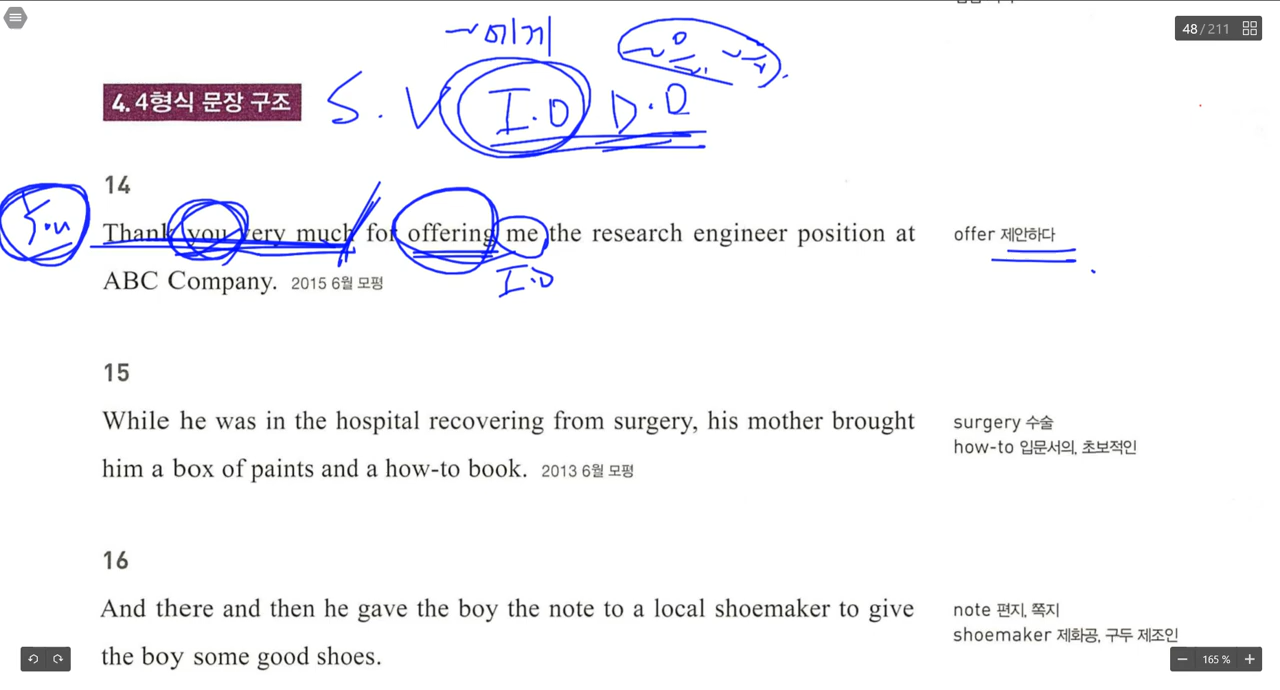 48 / 211
~에게
~을
4. 4형식 문장 구조
S. V I.O D.O
14
Thank you very much for offering me the research engineer position at
offer 제안하다
I.O
ABC Company. 2015 6월 모평
15
While he was in the hospital recovering from surgery, his mother brought
surgery 수술
how-to 입문서의, 초보적인
him a box of paints and a how-to book. 2013 6월 모평
16
And there and then he gave the boy the note to a local shoemaker to give
note 편지, 쪽지
shoemaker 제화공, 구두 제조인
the boy some good shoes.
165 %